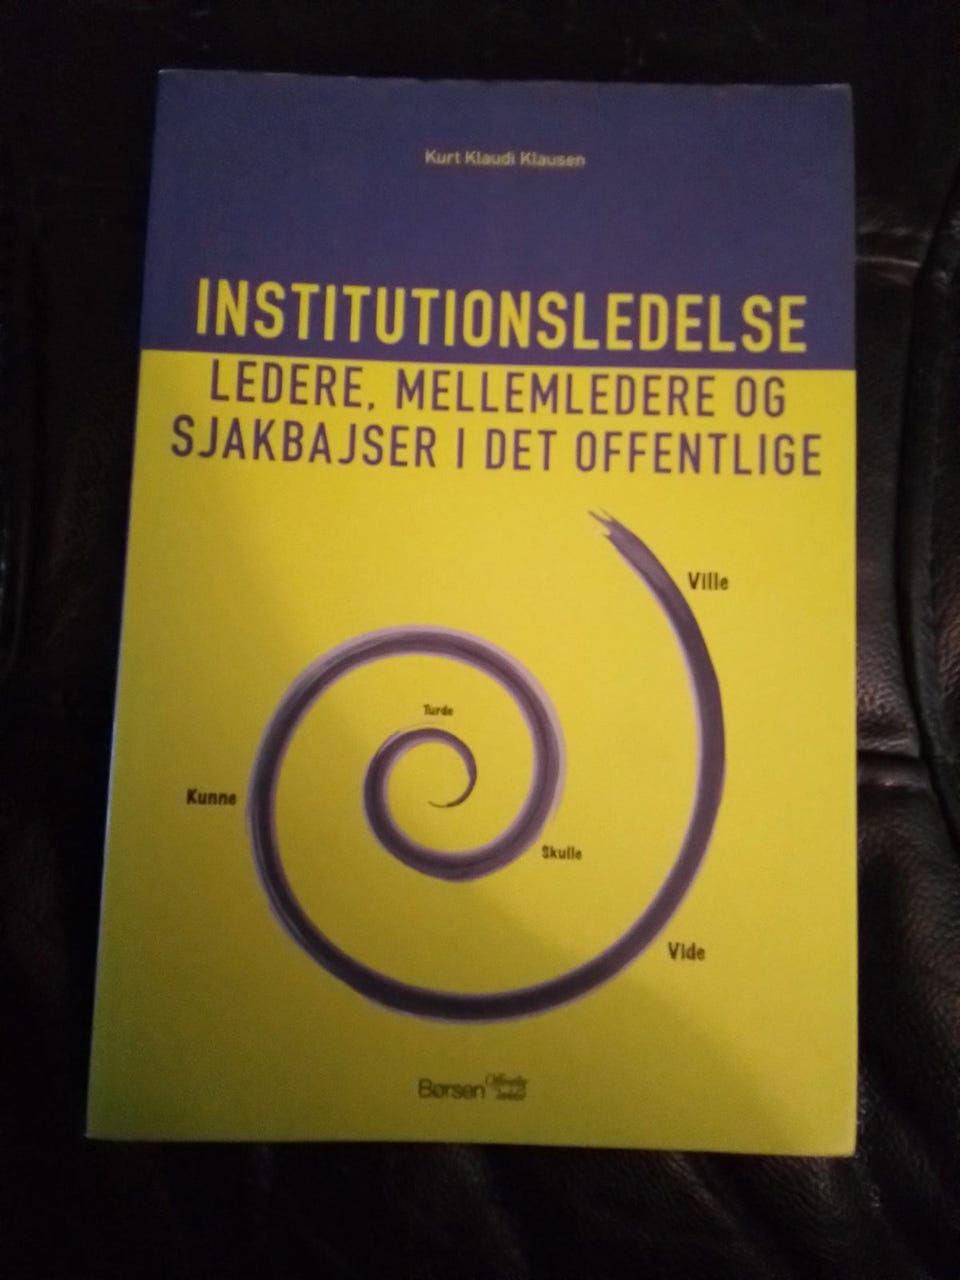 Kurt Klaudi Klausen
INSTITUTIONSLEDELSE
LEDERE, MELLEMLEDERE OG
SJAKBAJSER I DET OFFENTLIGE
Ville
Turde
Kunne
Skulle
Vide
Børsen